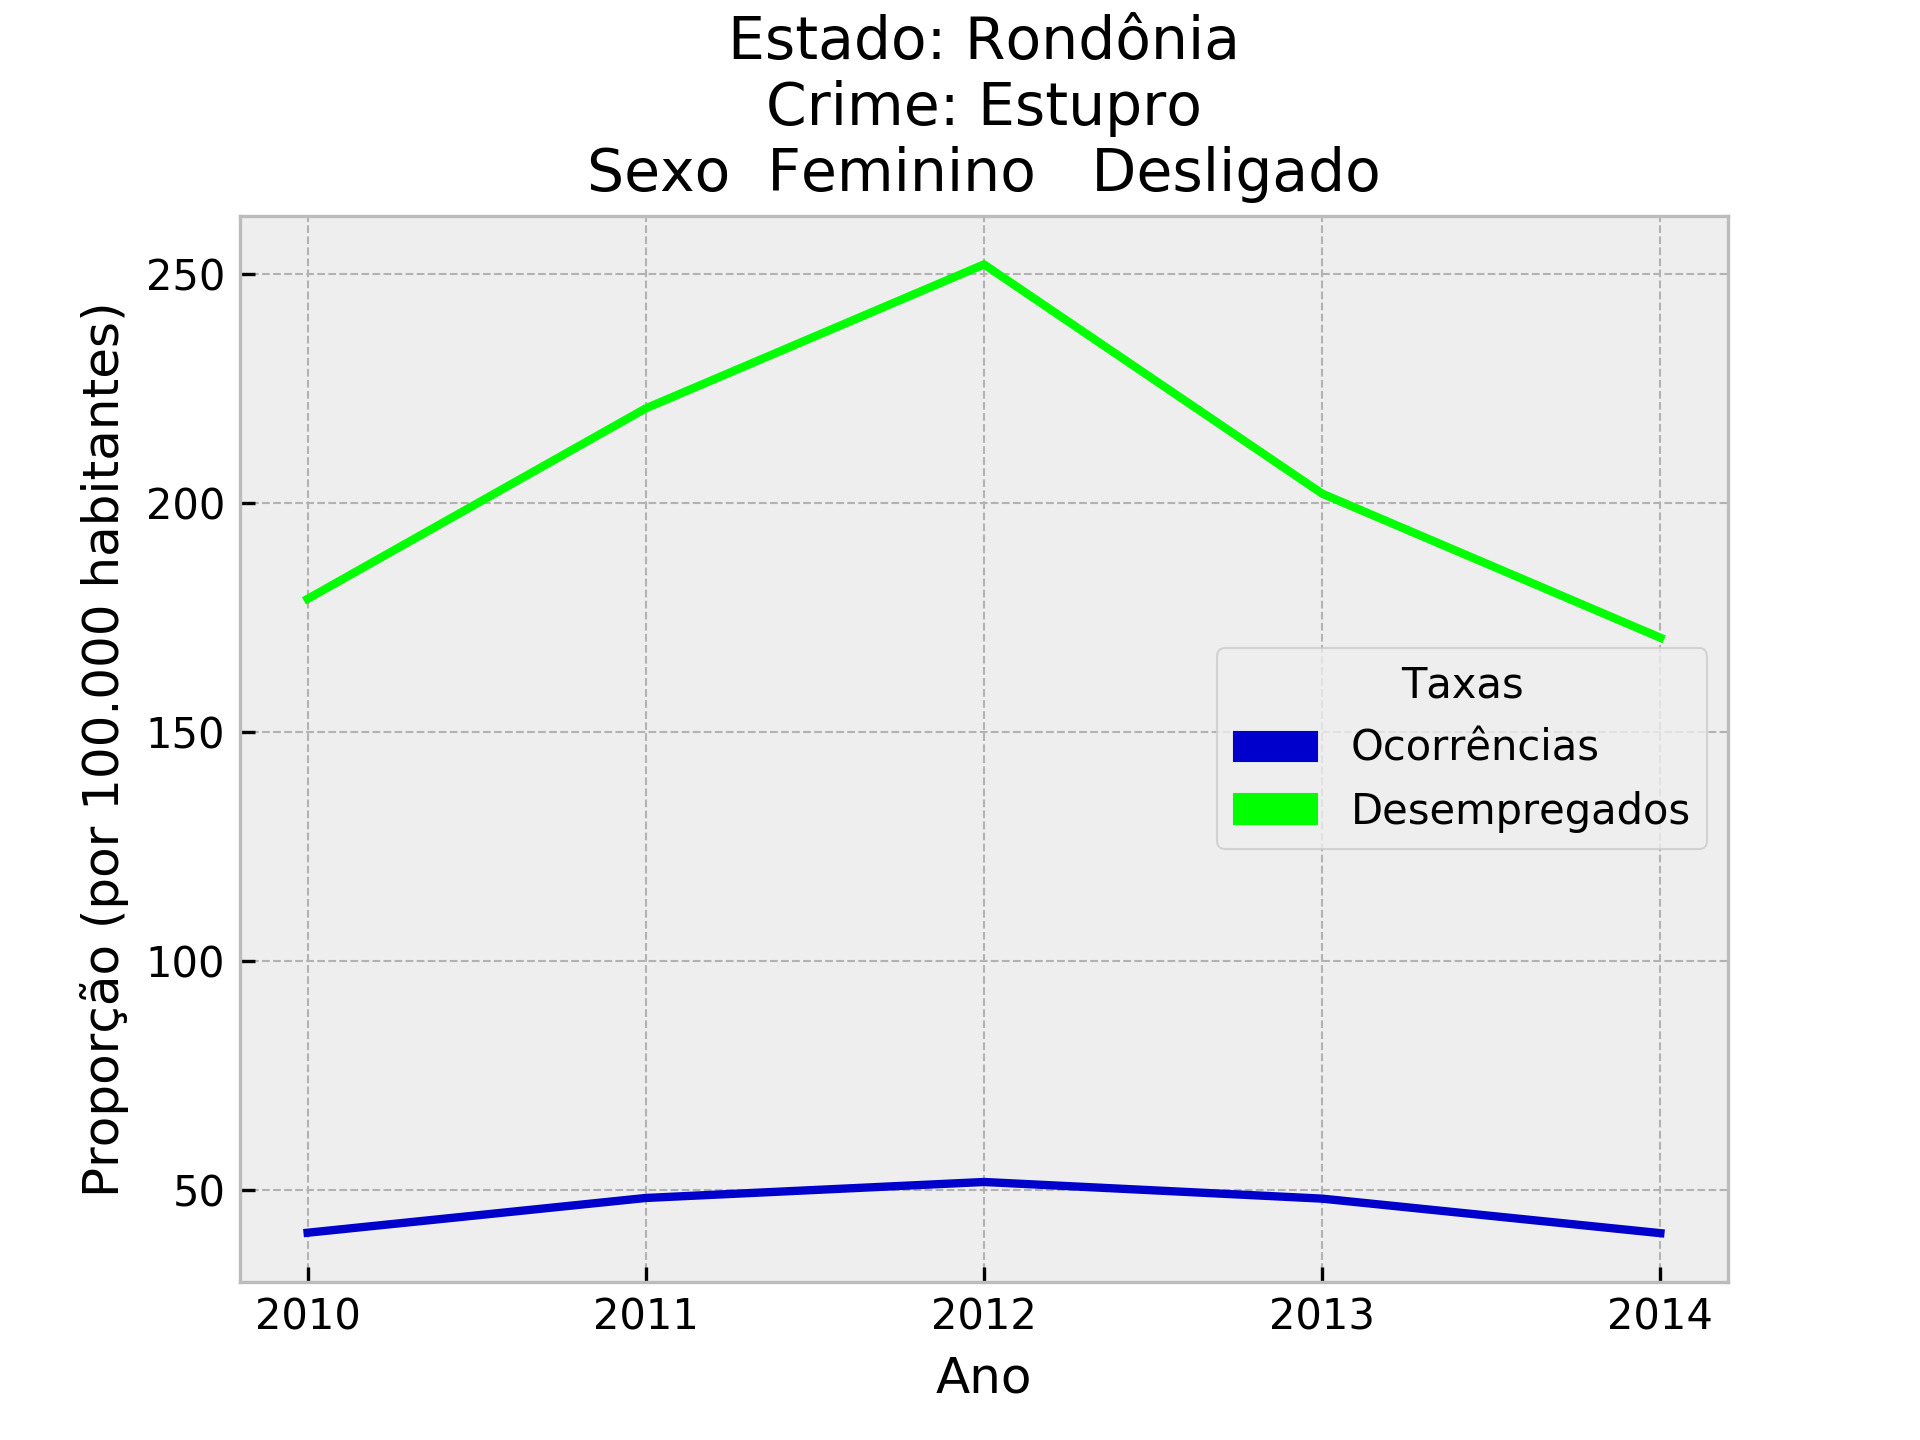 Estado: Rondônia
Crime: Estupro
Sexo  Feminino   Desligado
Proporção (por 100.000 habitantes)
250
200
150
100
50
Taxas
Ocorrências
Desempregados
2010 2011 2012 2013 2014
Ano